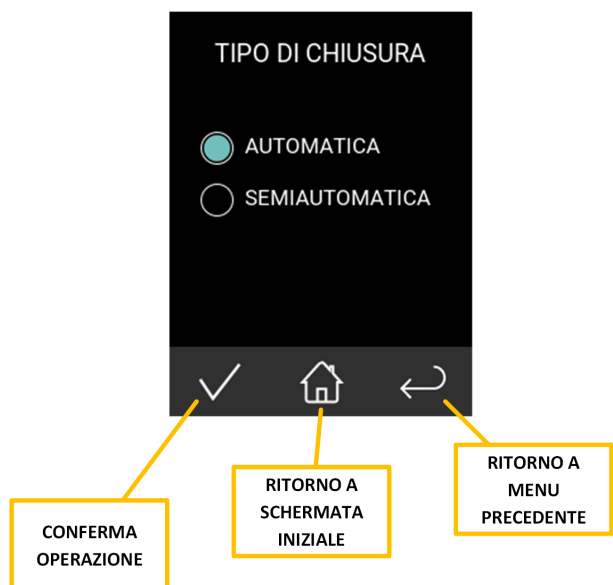 TIPO DI CHIUSURA
AUTOMATICA
SEMIAUTOMATICA
CONFERMA
OPERAZIONE
RITORNO A
SCHERMATA
INIZIALE
RITORNO A
MENU
PRECEDENTE